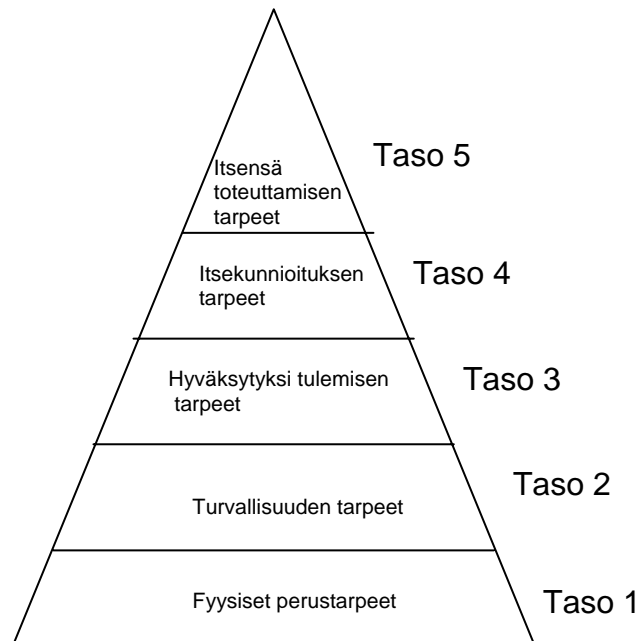 Taso 5
Itsensä
toteuttamisen
tarpeet
Taso 4
Itsekunnioituksen
tarpeet
Taso 3
Hyväksytyksi tulemisen
tarpeet
Taso 2
Turvallisuuden tarpeet
Taso 1
Fyysiset perustarpeet